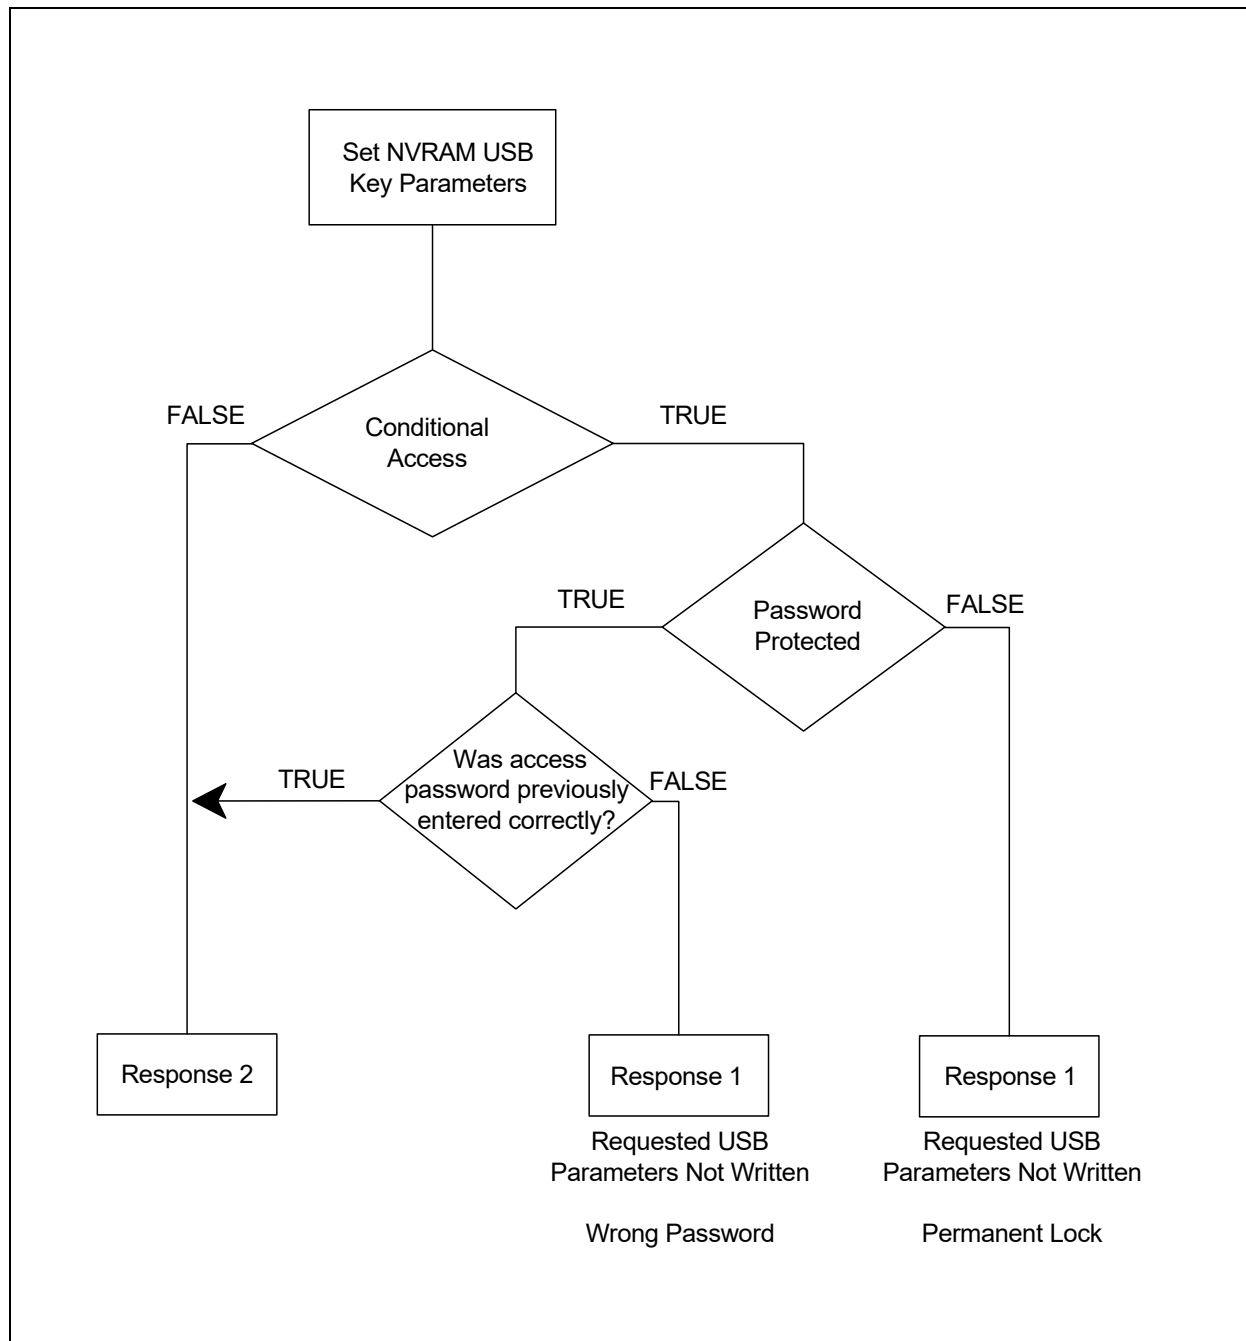 Set NVRAM USB
Key Parameters
FALSE
TRUE
Conditional
Access
TRUE
FALSE
Password
Protected
Was access
password previously
entered correctly?
TRUE
FALSE
Response 2
Response 1
Response 1
Requested USB
Parameters Not Written
Wrong Password
Requested USB
Parameters Not Written
Permanent Lock